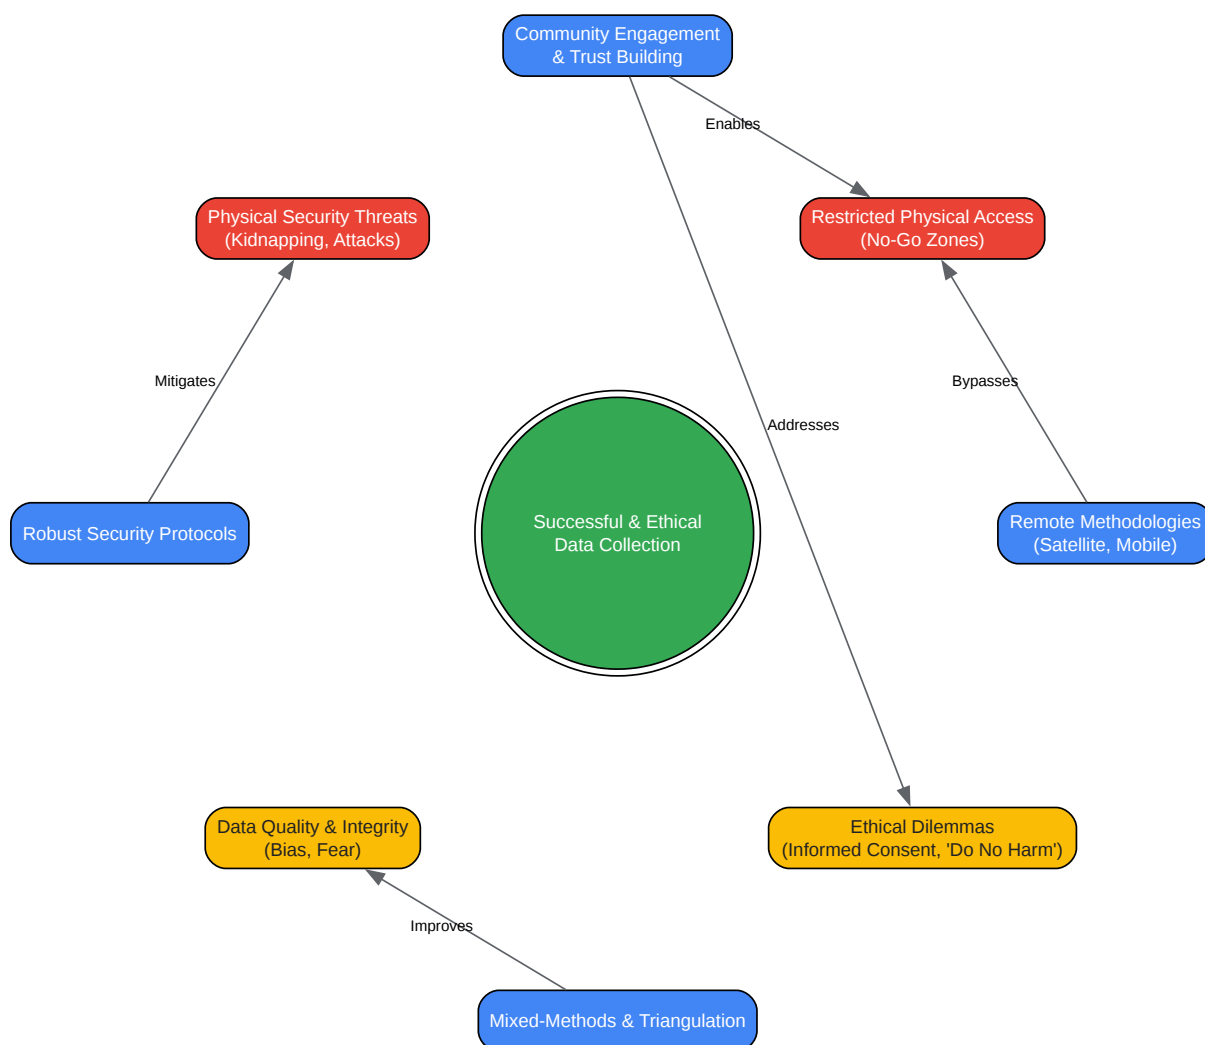 Community Engagement
& Trust Building
Enables
Physical Security Threats
(Kidnapping, Attacks)
Restricted Physical Access
(No-Go Zones)
Mitigates
Bypasses
Addresses
Robust Security Protocols
Successful & Ethical
Data Collection
Remote Methodologies
(Satellite, Mobile)
Data Quality & Integrity
(Bias, Fear)
Ethical Dilemmas
(Informed Consent, 'Do No Harm')
Improves
Mixed-Methods & Triangulation